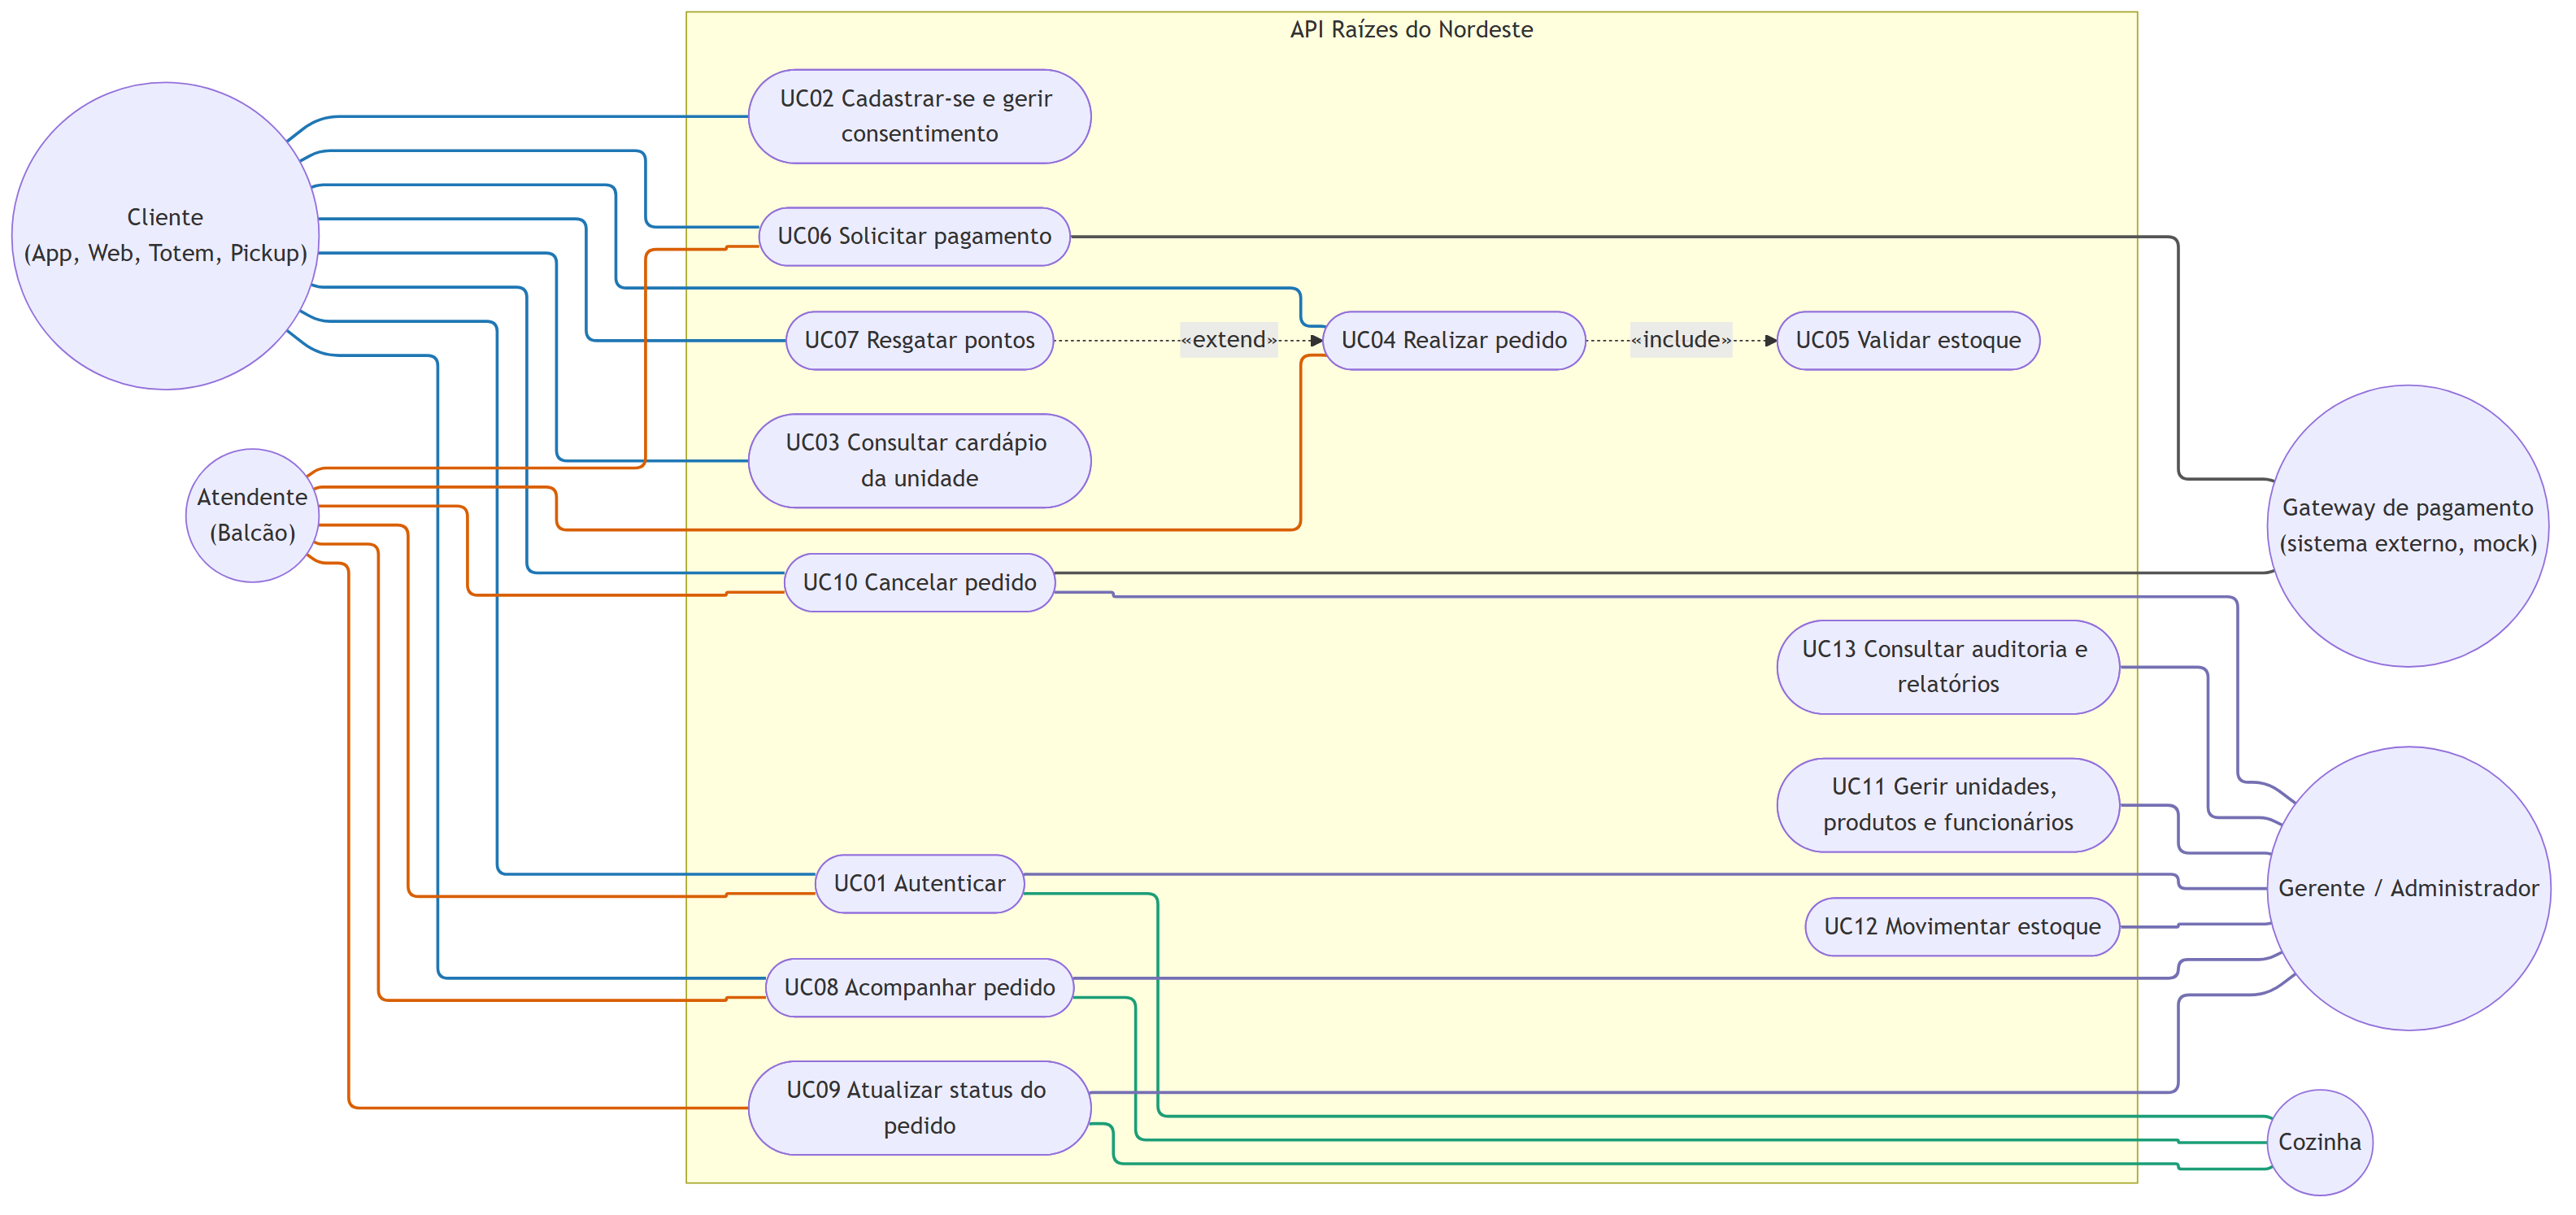 API Raízes do Nordeste
Cliente
(App, Web, Totem, Pickup)
Atendente
(Balcão)
UC02 Cadastrar-se e gerir
consentimento
UC06 Solicitar pagamento
UC07 Resgatar pontos
«extend»
UC04 Realizar pedido
«include»
UC05 Validar estoque
UC03 Consultar cardápio
da unidade
UC10 Cancelar pedido
UC13 Consultar auditoria e
relatórios
UC11 Gerir unidades,
produtos e funcionários
UC01 Autenticar
UC12 Movimentar estoque
UC08 Acompanhar pedido
UC09 Atualizar status do
pedido
Gateway de pagamento
(sistema externo, mock)
Gerente / Administrador
Cozinha